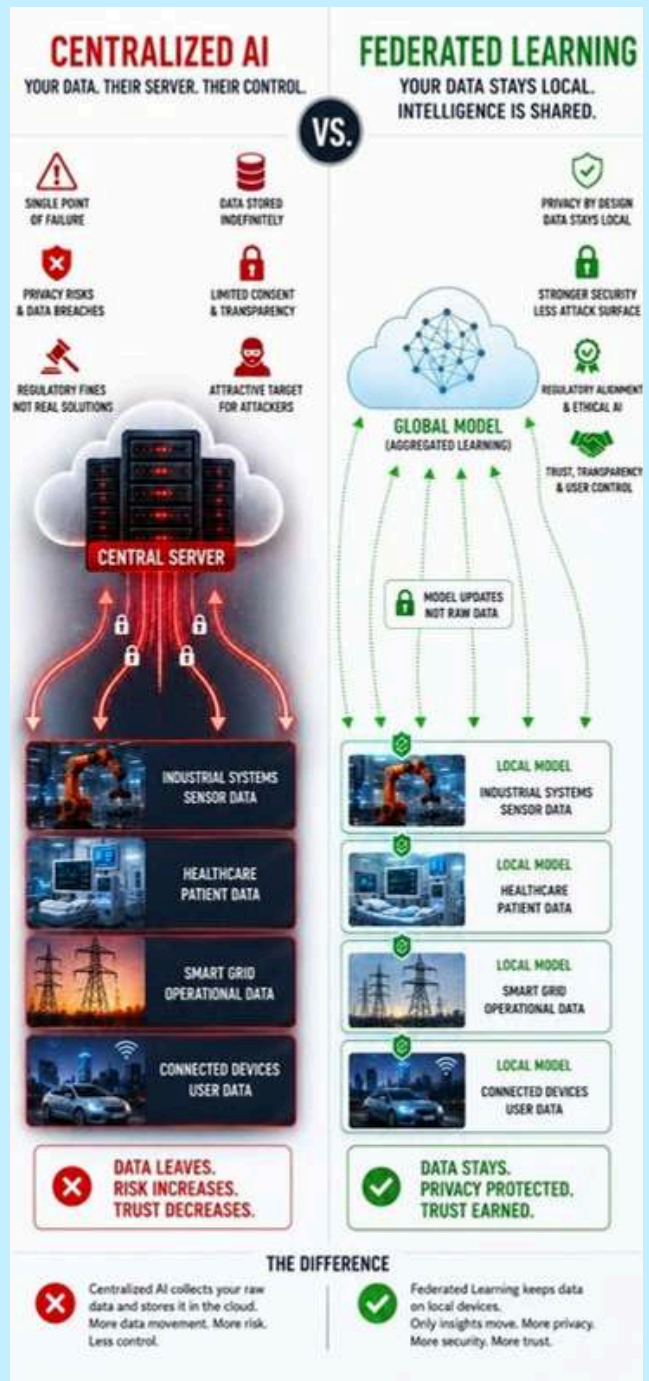 CENTRALIZED AI
YOUR DATA. THEIR SERVER. THEIR CONTROL.
VS.
FEDERATED LEARNING
YOUR DATA STAYS LOCAL.
INTELLIGENCE IS SHARED.
SINGLE POINT
OF FAILURE
DATA STORED
INDEFINITELY
PRIVACY RISKS
& DATA BREACHES
LIMITED CONSENT
& TRANSPARENCY
REGULATORY FINES
NOT REAL SOLUTIONS
ATTRACTIVE TARGET
FOR ATTACKERS
CENTRAL SERVER
INDUSTRIAL SYSTEMS
SENSOR DATA
HEALTHCARE
PATIENT DATA
SMART GRID
OPERATIONAL DATA
CONNECTED DEVICES
USER DATA
DATA LEAVES.
RISK INCREASES.
TRUST DECREASES.
PRIVACY BY DESIGN
DATA STAYS LOCAL
STRONGER SECURITY
LESS ATTACK SURFACE
REGULATORY ALIGNMENT
& ETHICAL AI
TRUST, TRANSPARENCY
& USER CONTROL
GLOBAL MODEL
(AGGREGATED LEARNING)
MODEL UPDATES
NOT RAW DATA
LOCAL MODEL
INDUSTRIAL SYSTEMS
SENSOR DATA
LOCAL MODEL
HEALTHCARE
PATIENT DATA
LOCAL MODEL
SMART GRID
OPERATIONAL DATA
LOCAL MODEL
CONNECTED DEVICES
USER DATA
DATA STAYS.
PRIVACY PROTECTED.
TRUST EARNED.
THE DIFFERENCE
Centralized AI collects your raw
data and stores it in the cloud.
More data movement. More risk.
Less control.
Federated Learning keeps data
on local devices.
Only insights move. More privacy.
More security. More trust.